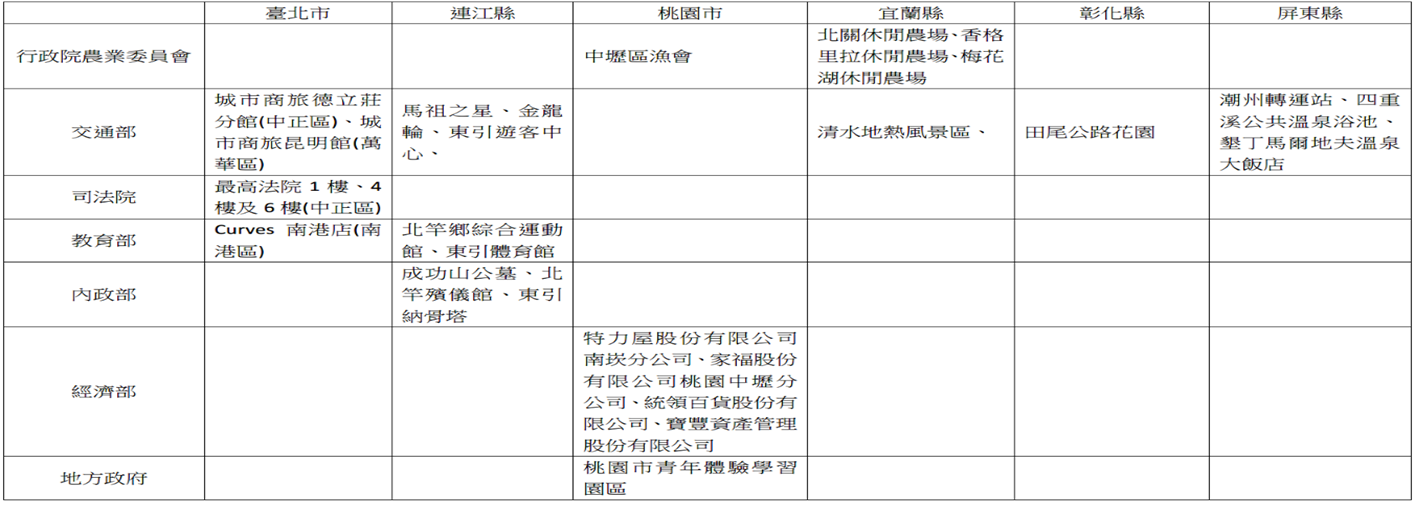 臺北市 連江縣 桃園市 宜蘭縣 彰化縣 屏東縣
行政院農業委員會
中壢區漁會
北關休閒農場、香格
里拉休閒農場、梅花
湖休閒農場
交通部
城市商旅德立莊
分館(中正區)、城
市商旅昆明館(萬
華區)
馬祖之星、金龍
輪、東引遊客中
心、
清水地熱風景區、
田尾公路花園
潮州轉運站、四重
溪公共溫泉浴池、
墾丁馬爾地夫溫泉
大飯店
司法院
最高法院 1 樓、4
樓及 6 樓(中正區)
教育部
Curves 南港店(南
港區)
北竿鄉綜合運動
館、東引體育館
內政部
成功山公墓、北
竿殯儀館、東引
納骨塔
經濟部
特力屋股份有限公司
南崁分公司、家福股份
有限公司桃園中壢分
公司、統領百貨股份有
限公司、寶豐資產管理
股份有限公司
地方政府
桃園市青年體驗學習
園區